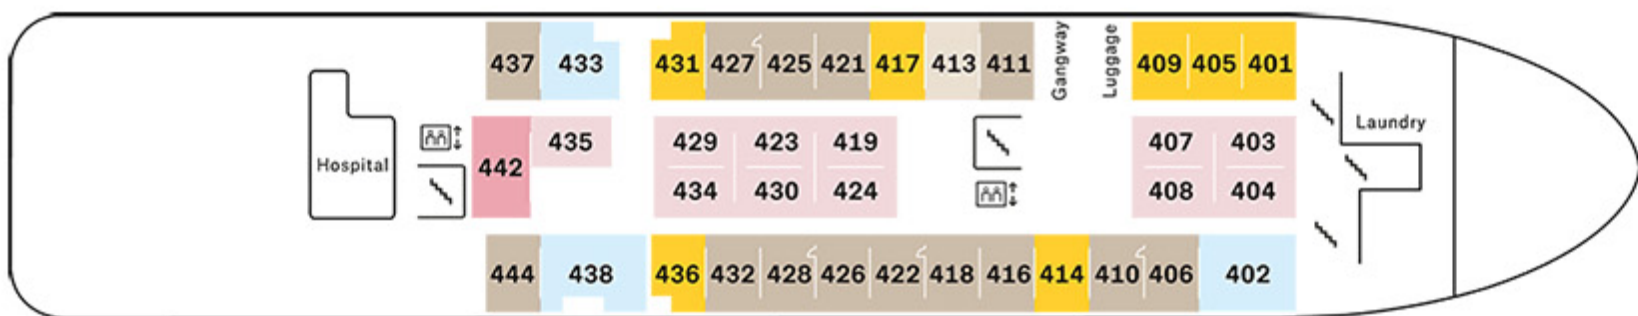 437 433 431 427 425 421 417 413 411 Gangway Luggage 409 405 401
Laundry
435 429 423 419 407 403
Hospital 442
434 430 424 408 404
444 438 436 432 428 426 422 418 416 414 410 406 402